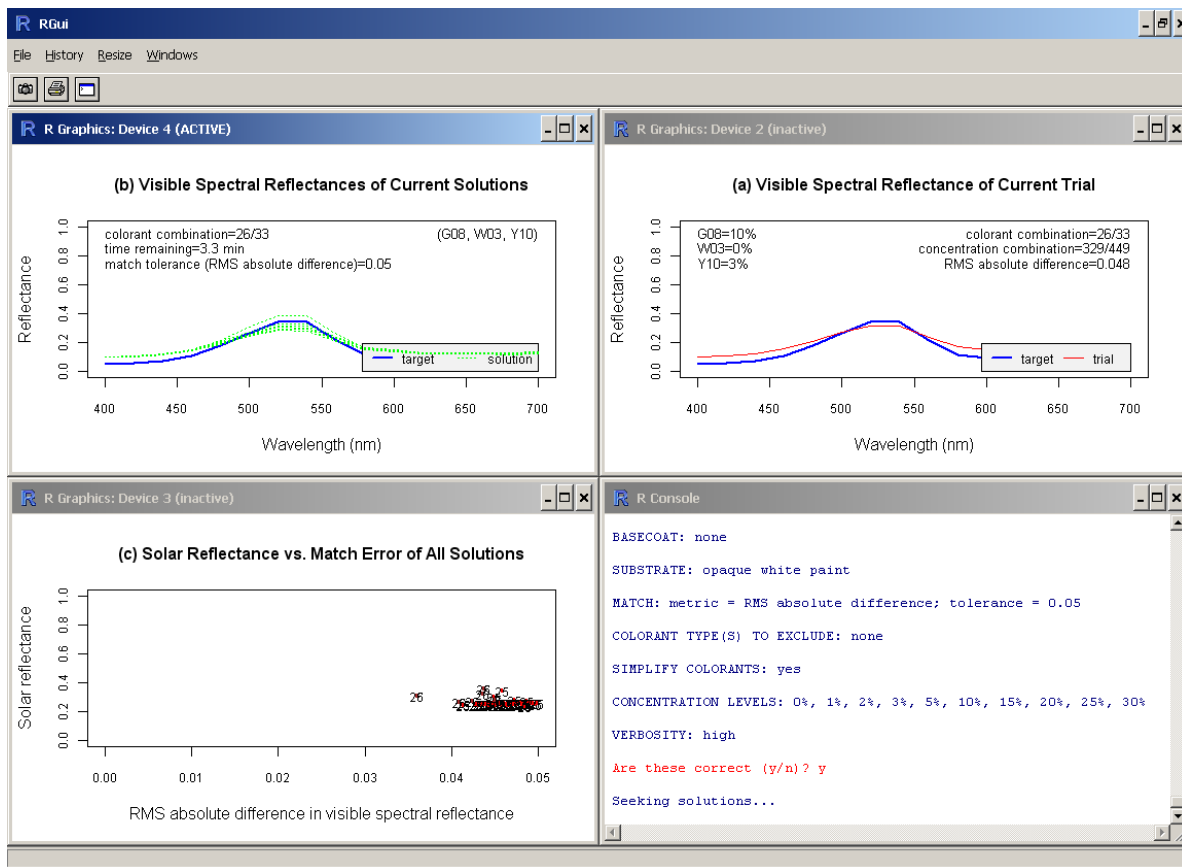 RGui
File History Resize Windows
R Graphics: Device 4 (ACTIVE)
(b) Visible Spectral Reflectances of Current Solutions
colorant combination=26/33
(G08, W03, Y10)
time remaining=3.3 min
match tolerance (RMS absolute difference)=0.05
Reflectance
0.0 0.2 0.4 0.6 0.8 1.0
target solution
400 450 500 550 600 650 700
Wavelength (nm)
R Graphics: Device 2 (inactive)
(a) Visible Spectral Reflectance of Current Trial
G08=10%
W03=0%
Y10=3%
colorant combination=26/33
concentration combination=329/449
RMS absolute difference=0.048
Reflectance
0.0 0.2 0.4 0.6 0.8 1.0
target trial
400 450 500 550 600 650 700
Wavelength (nm)
R Graphics: Device 3 (inactive)
(c) Solar Reflectance vs. Match Error of All Solutions
Solar reflectance
0.0 0.2 0.4 0.6 0.8 1.0
0.00 0.01 0.02 0.03 0.04 0.05
RMS absolute difference in visible spectral reflectance
R Console
BASECOAT: none
SUBSTRATE: opaque white paint
MATCH: metric = RMS absolute difference; tolerance = 0.05
COLORANT TYPE(S) TO EXCLUDE: none
SIMPLIFY COLORANTS: yes
CONCENTRATION LEVELS: 0%, 1%, 2%, 3%, 5%, 10%, 15%, 20%, 25%, 30%
VERBOSITY: high
Are these correct (y/n)? y
Seeking solutions...